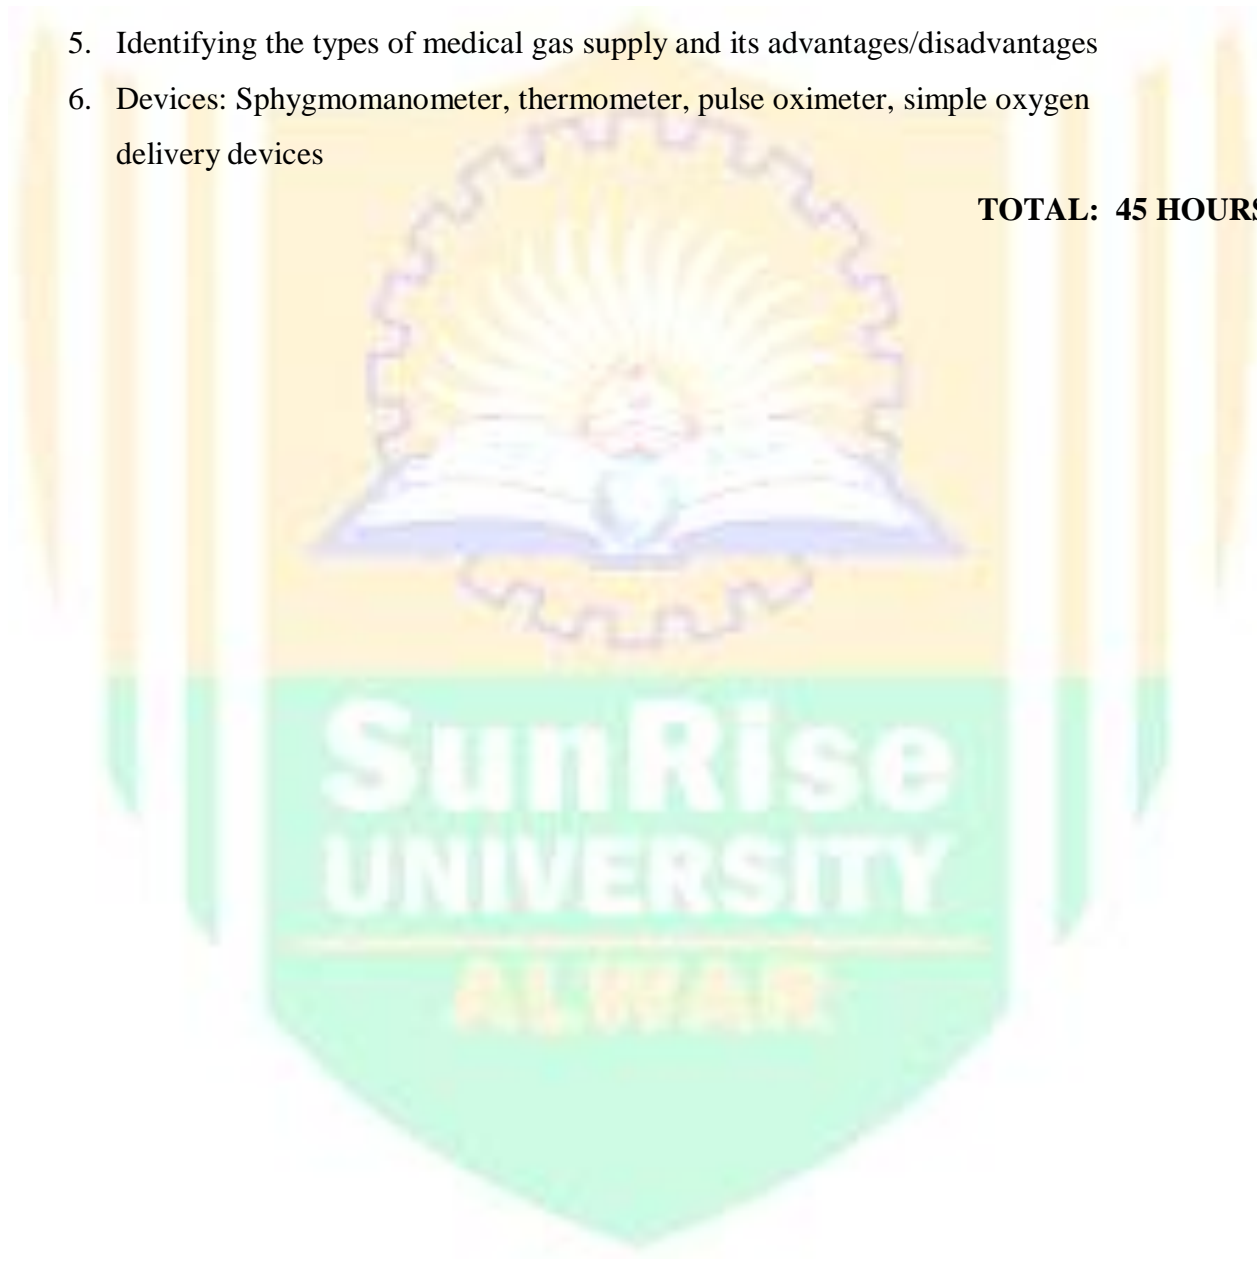 5. Identifying the types of medical gas supply and its advantages/disadvantages
6. Devices: Sphygmomanometer, thermometer, pulse oximeter, simple oxygen
delivery devices
TOTAL: 45 HOURS
SunRise
UNIVERSITY
ALWAR